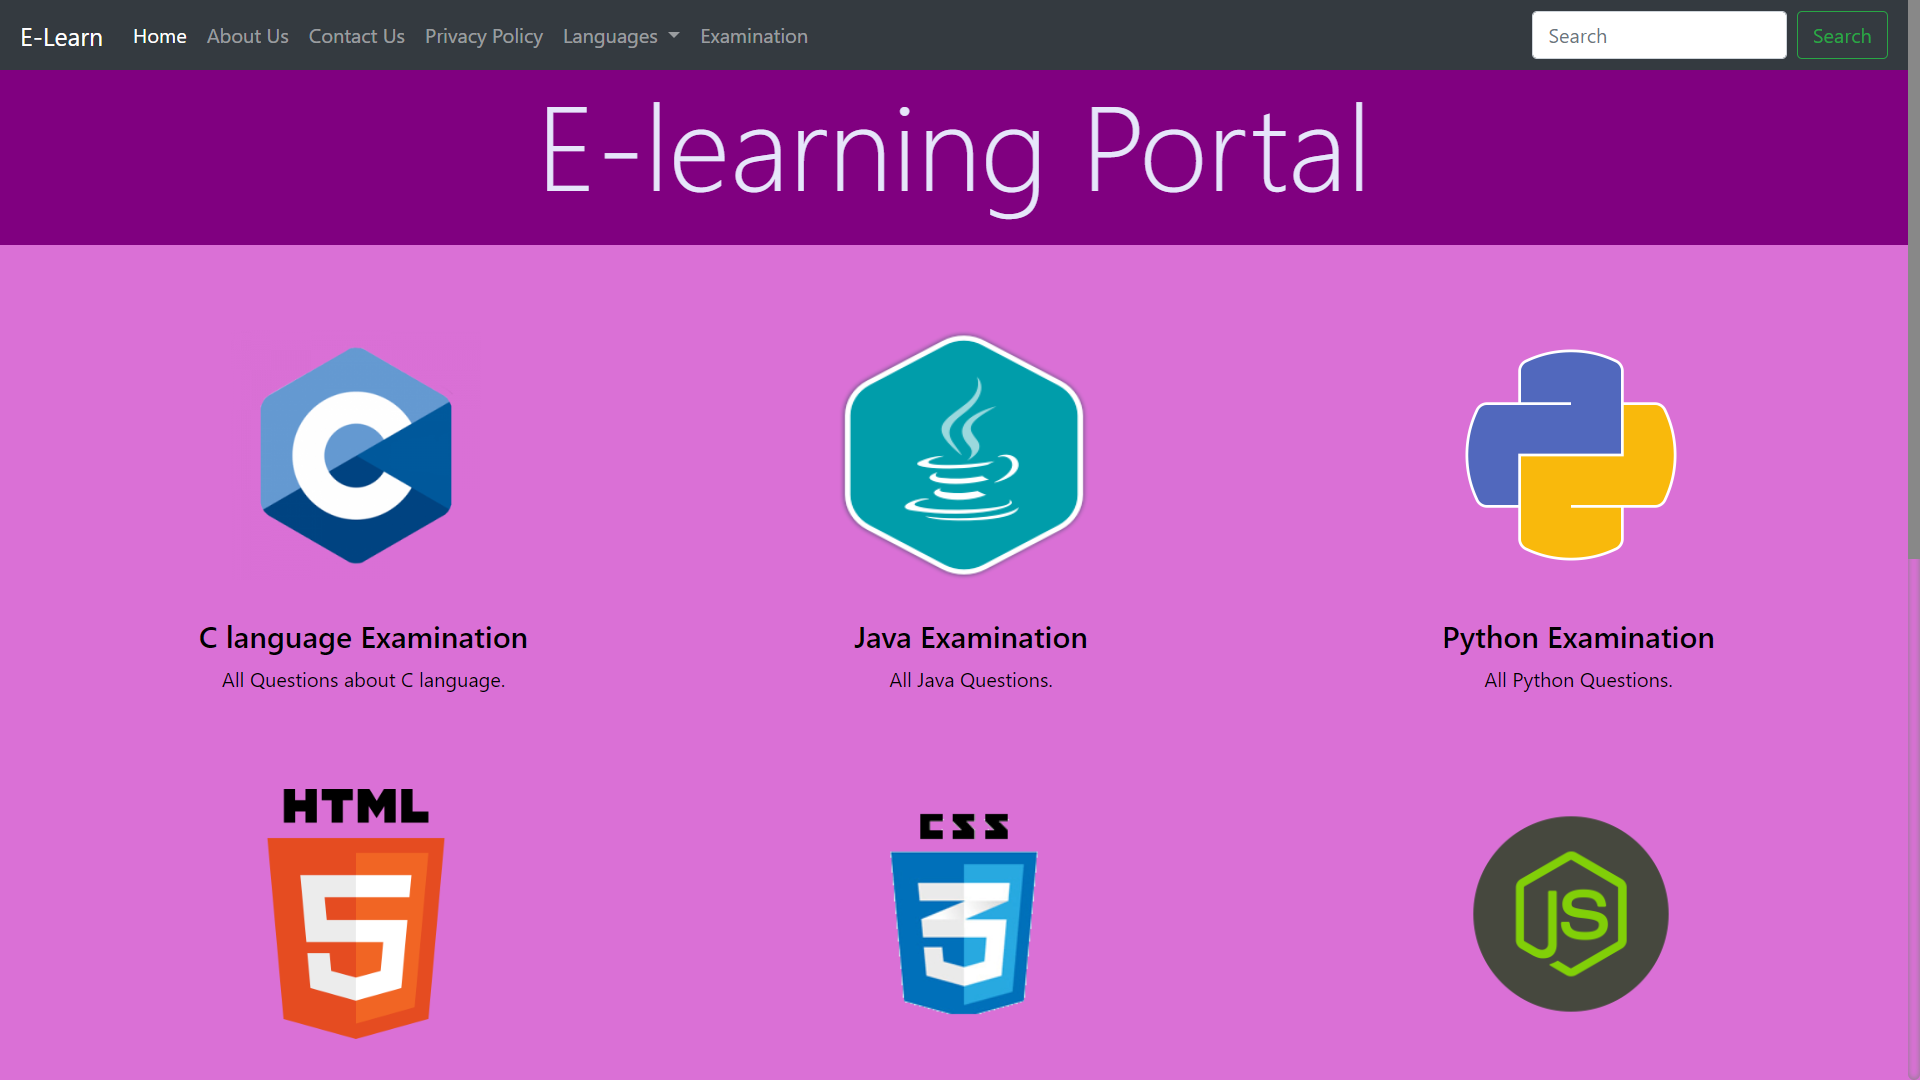 E-Learn Home About Us Contact Us Privacy Policy Languages Examination Search Search
E-learning Portal
C language Examination
All Questions about C language.
Java Examination
All Java Questions.
Python Examination
All Python Questions.
HTML
5
CSS
3
JS